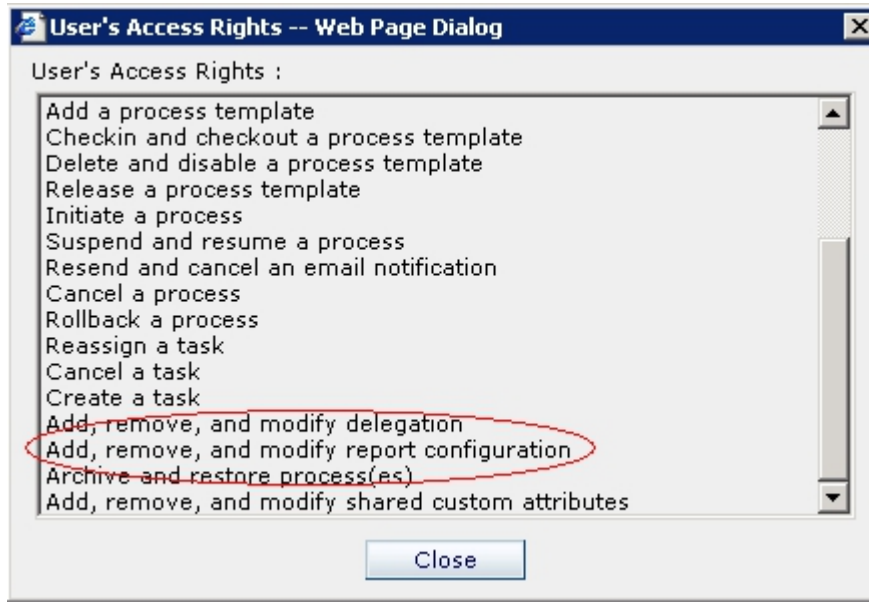 User's Access Rights -- Web Page Dialog
User's Access Rights :
Add a process template
Checkin and checkout a process template
Delete and disable a process template
Release a process template
Initiate a process
Suspend and resume a process
Resend and cancel an email notification
Cancel a process
Rollback a process
Reassign a task
Cancel a task
Create a task
Add, remove, and modify delegation
Add, remove, and modify report configuration
Archive and restore process(es)
Add, remove, and modify shared custom attributes
Close